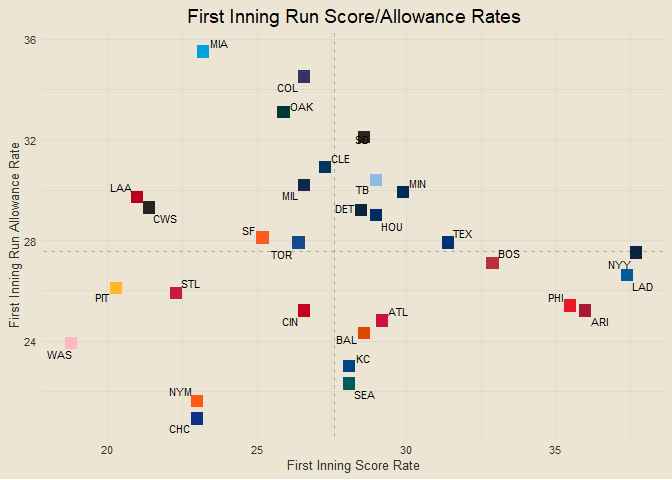 First Inning Run Score/Allowance Rates
36
MIA
COL
OAK
32
SD
CLE
TB
MIN
MIL
LAA
CWS
DET
HOU
SF
TOR
TEX
28
BOS
NYY
LAD
PIT
STL
PHI
ARI
CIN
ATL
BAL
24
WAS
KC
SEA
NYM
CHC
20
25
30
35
First Inning Score Rate
First Inning Run Allowance Rate